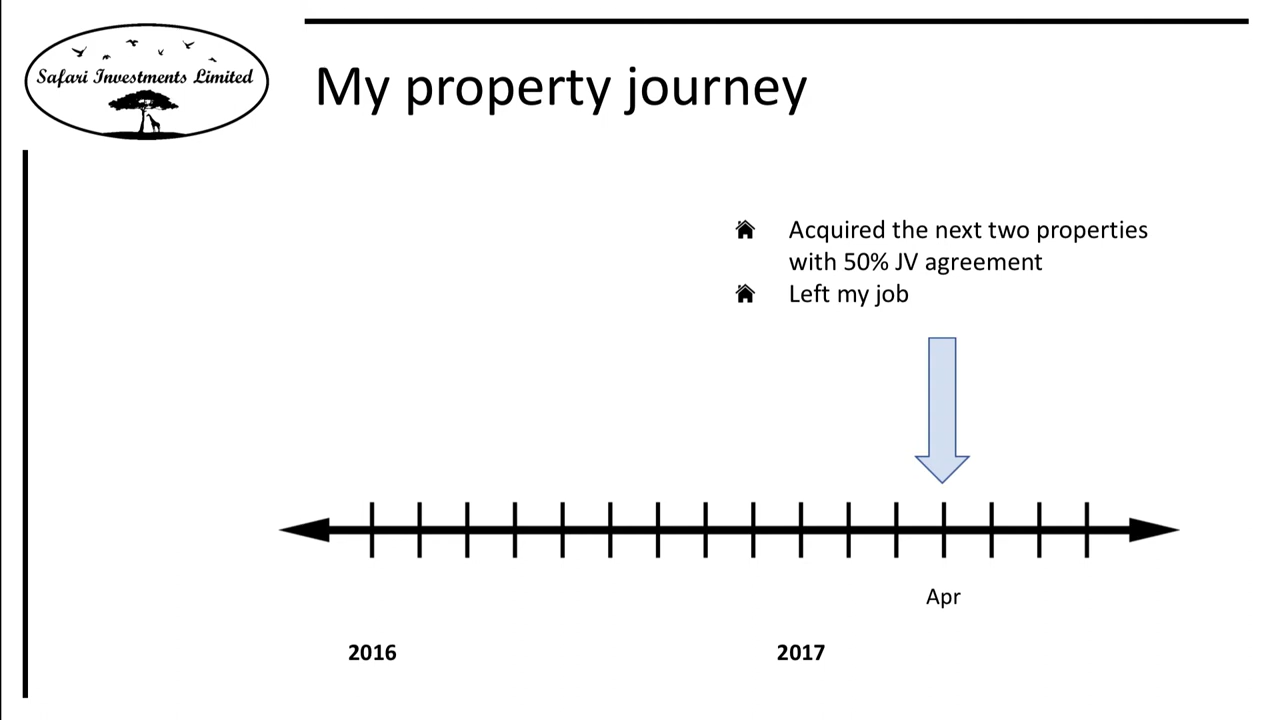 Safari Investments Limited
My property journey
Acquired the next two properties
with 50% JV agreement
Left my job
Apr
2016 2017